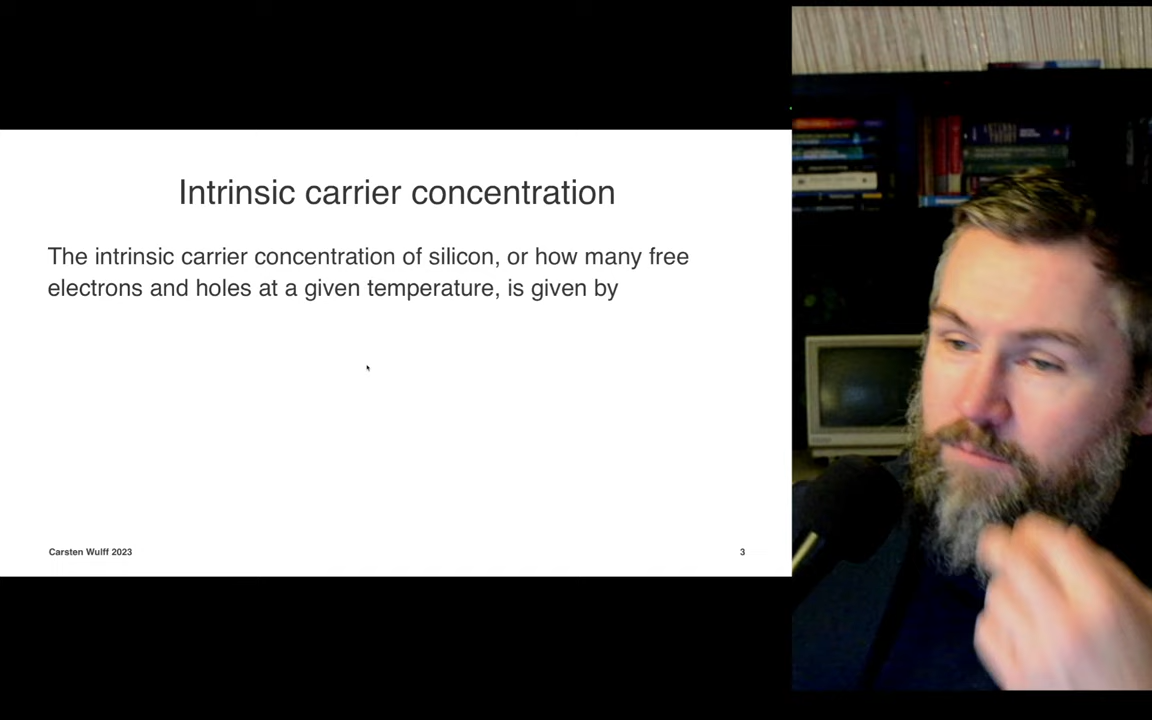 Intrinsic carrier concentration
The intrinsic carrier concentration of silicon, or how many free
electrons and holes at a given temperature, is given by
Carsten Wulff 2023
3